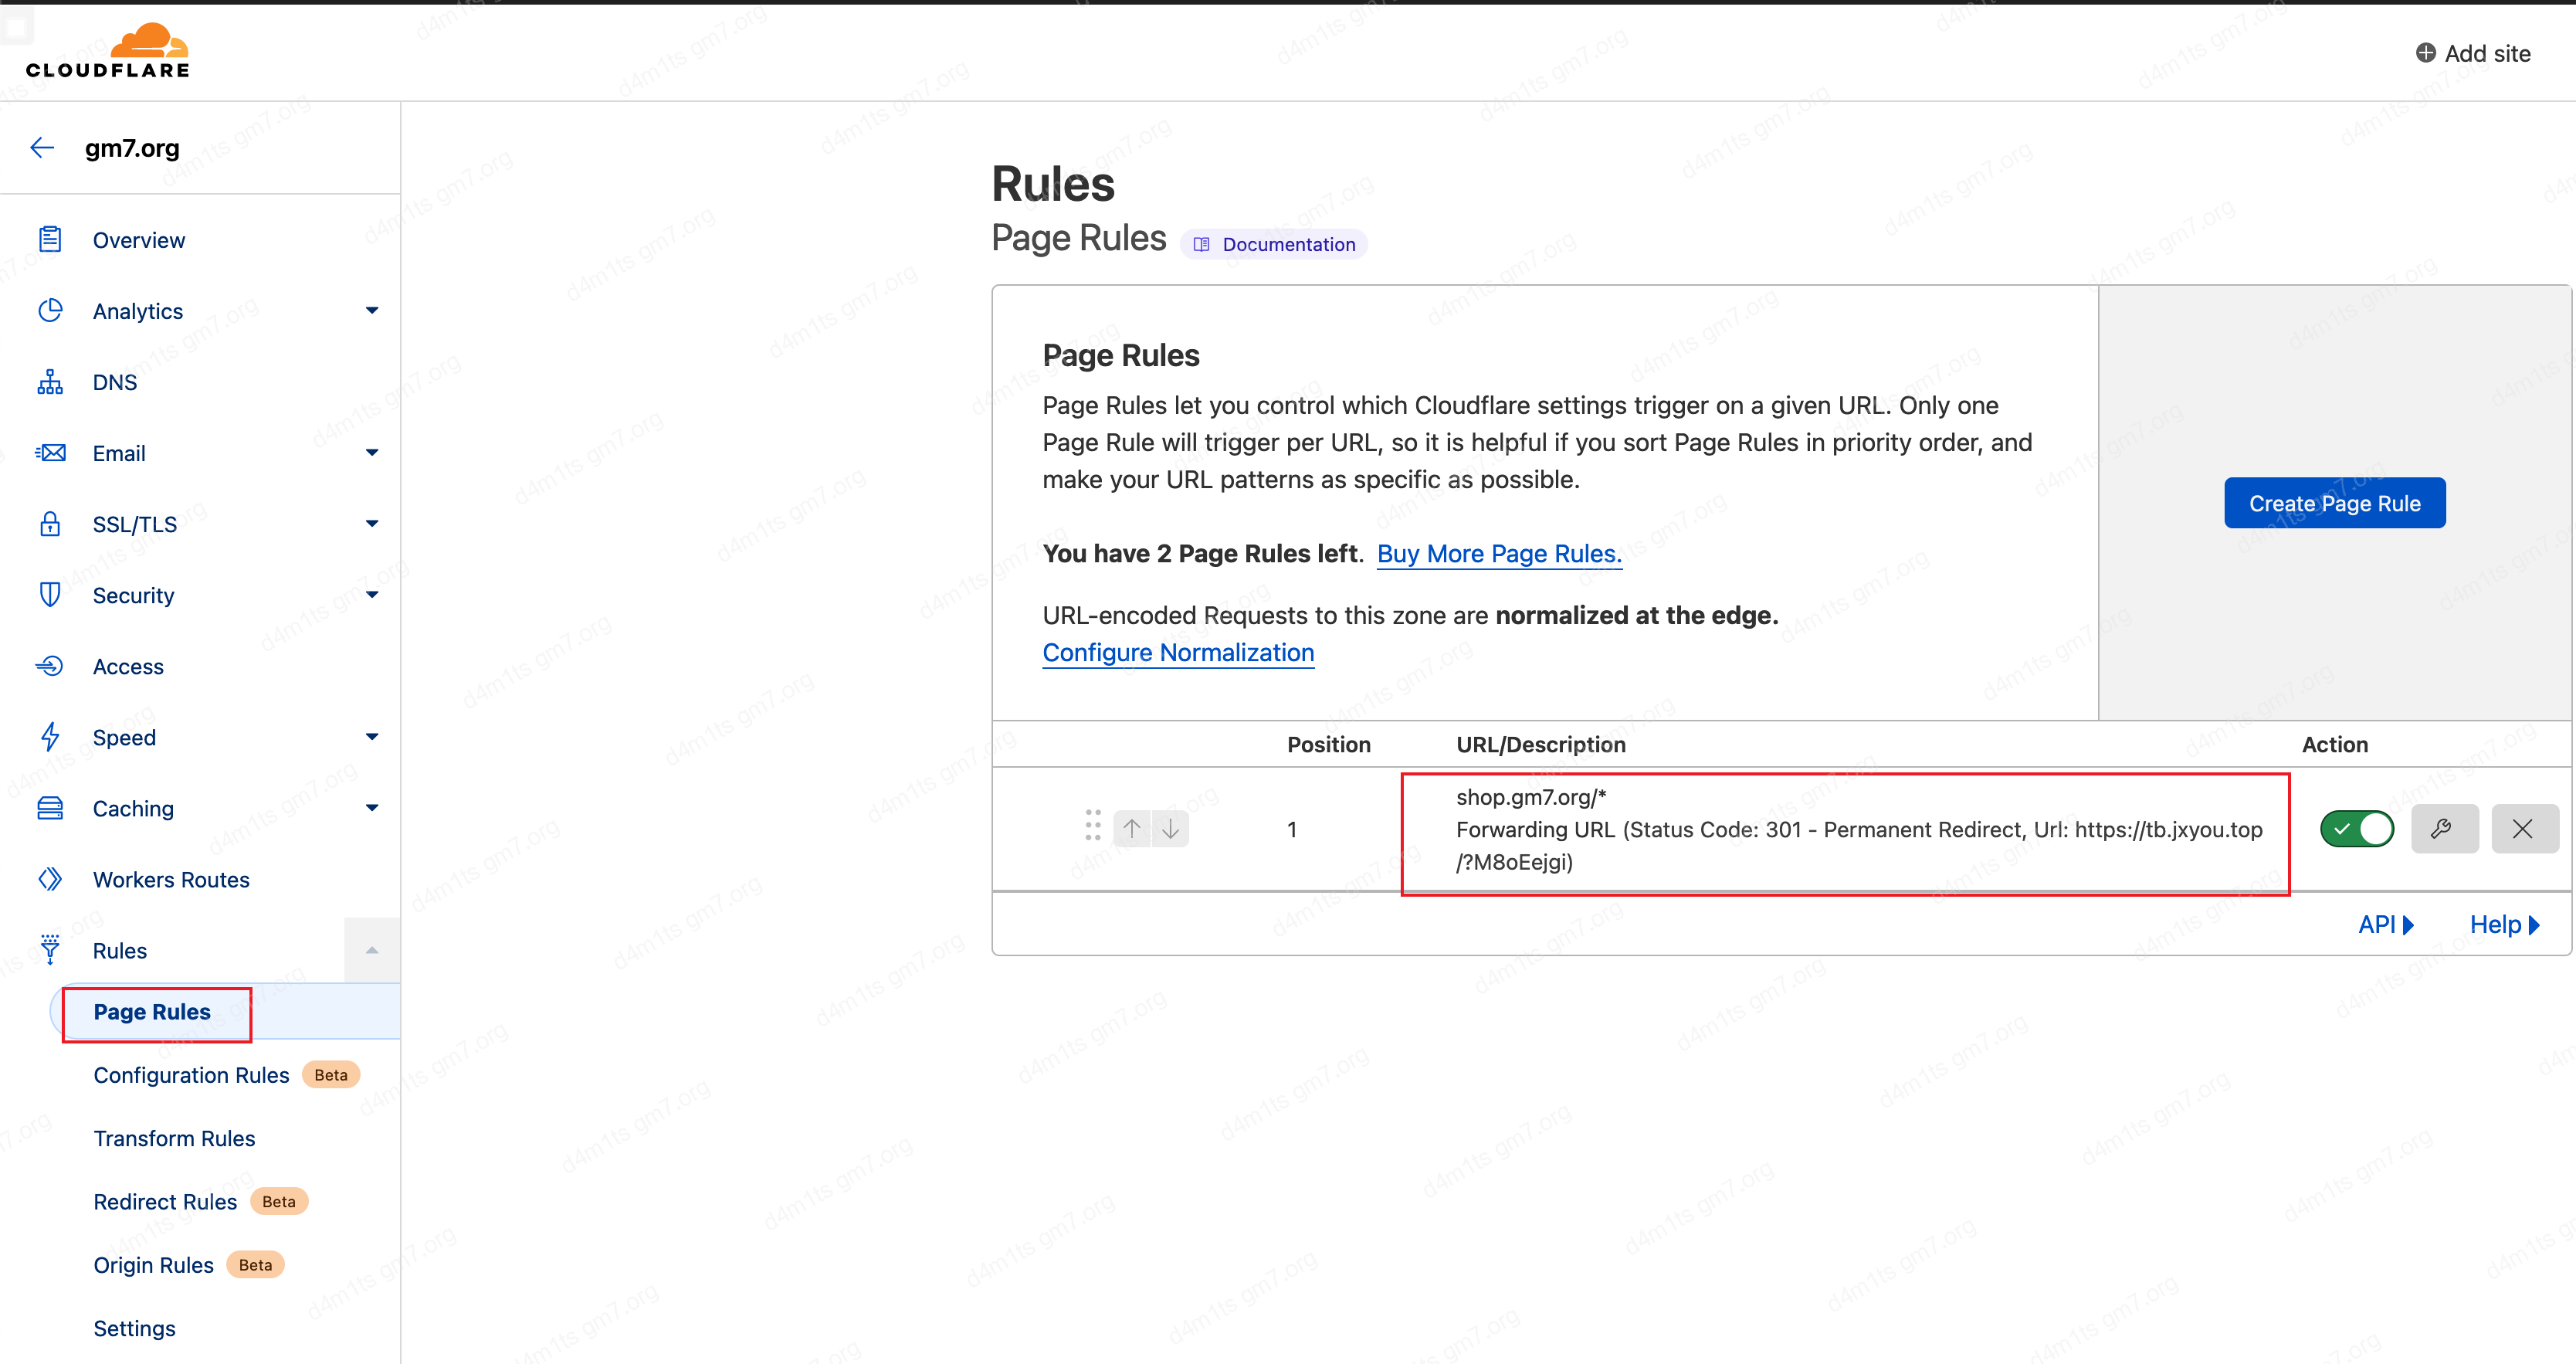 CLOUDFLARE
Add site
gm7.org
Overview
Analytics
DNS
Email
SSL/TLS
Security
Access
Speed
Caching
Workers Routes
Rules
Page Rules
Configuration Rules Beta
Transform Rules
Redirect Rules Beta
Origin Rules Beta
Settings
Rules
Page Rules Documentation
Page Rules
Page Rules let you control which Cloudflare settings trigger on a given URL. Only one
Page Rule will trigger per URL, so it is helpful if you sort Page Rules in priority order, and
make your URL patterns as specific as possible.
You have 2 Page Rules left. Buy More Page Rules.
URL-encoded Requests to this zone are normalized at the edge.
Configure Normalization
Create Page Rule
Position URL/Description Action
1
shop.gm7.org/*
Forwarding URL (Status Code: 301 - Permanent Redirect, Url: https://tb.jxyou.top
/?M8oEejgi)
API Help
d4m1ts gm7.org